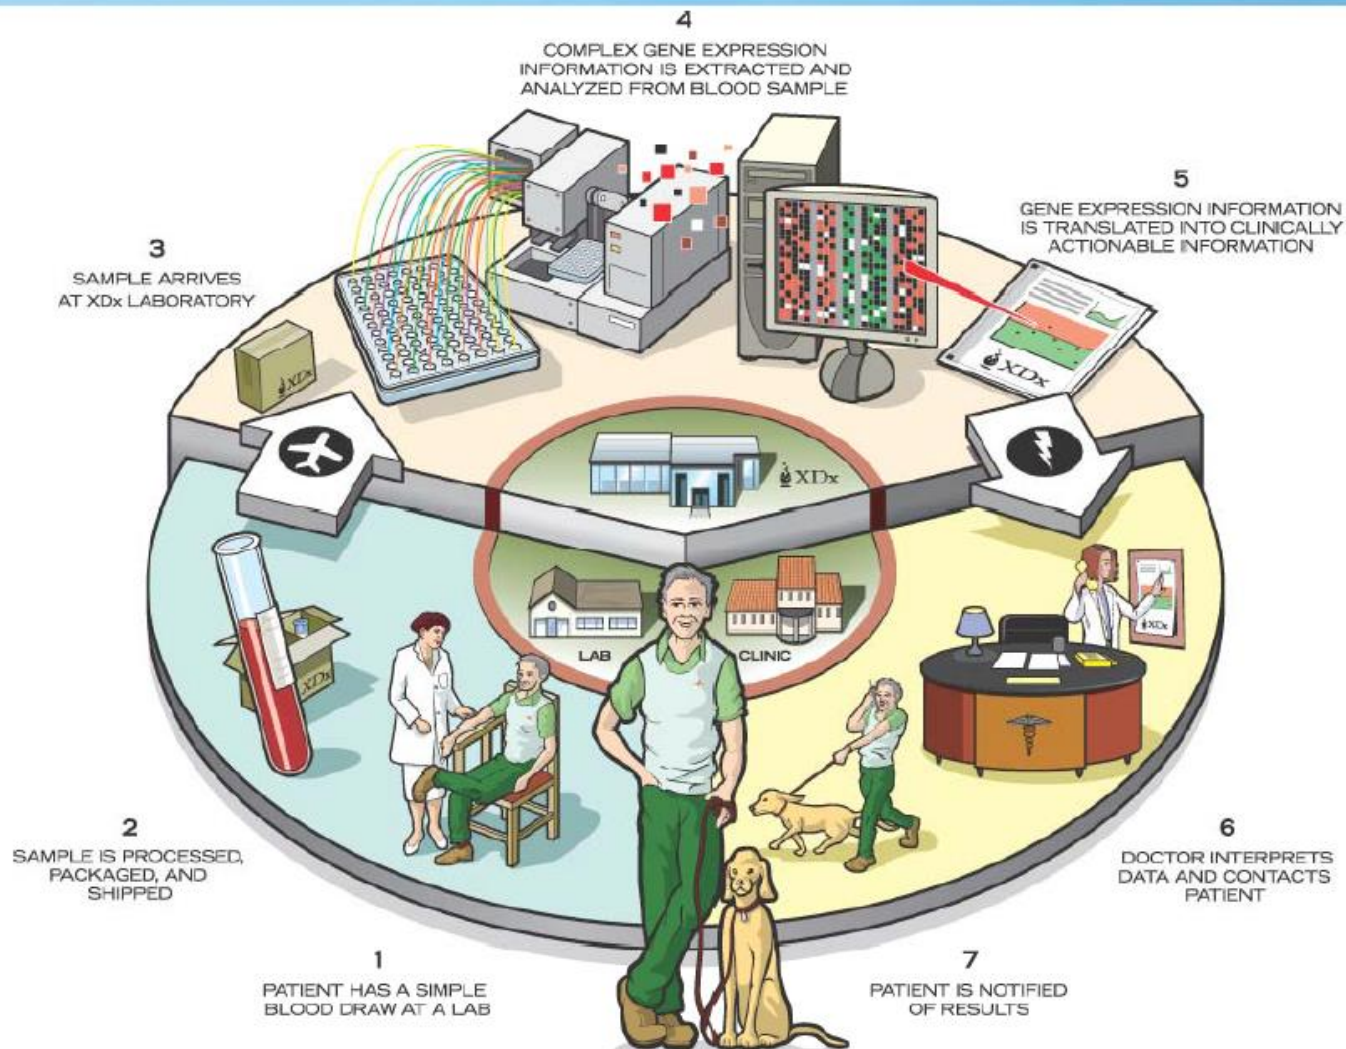 4
COMPLEX GENE EXPRESSION
INFORMATION IS EXTRACTED AND
ANALYZED FROM BLOOD SAMPLE
5
GENE EXPRESSION INFORMATION
IS TRANSLATED INTO CLINICALLY
ACTIONABLE INFORMATION
3
SAMPLE ARRIVES
AT XDx LABORATORY
XDx
XDx
XDx
LAB
CLINIC
XDx
XDx
2
SAMPLE IS PROCESSED,
PACKAGED, AND
SHIPPED
6
DOCTOR INTERPRETS
DATA AND CONTACTS
PATIENT
1
PATIENT HAS A SIMPLE
BLOOD DRAW AT A LAB
7
PATIENT IS NOTIFIED
OF RESULTS